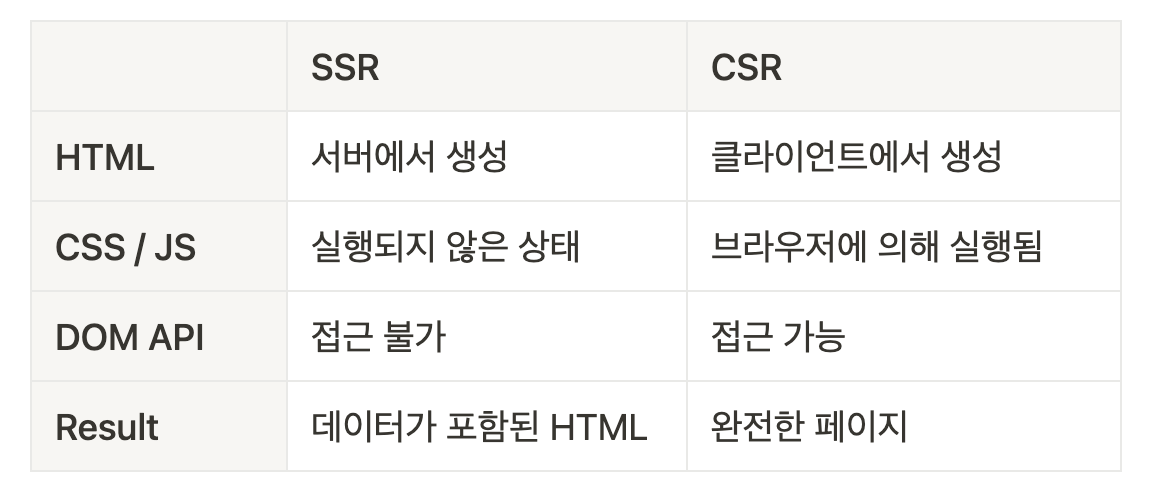 SSR CSR
HTML 서버에서 생성 클라이언트에서 생성
CSS / JS 실행되지 않은 상태 브라우저에 의해 실행됨
DOM API 접근 불가 접근 가능
Result 데이터가 포함된 HTML 완전한 페이지